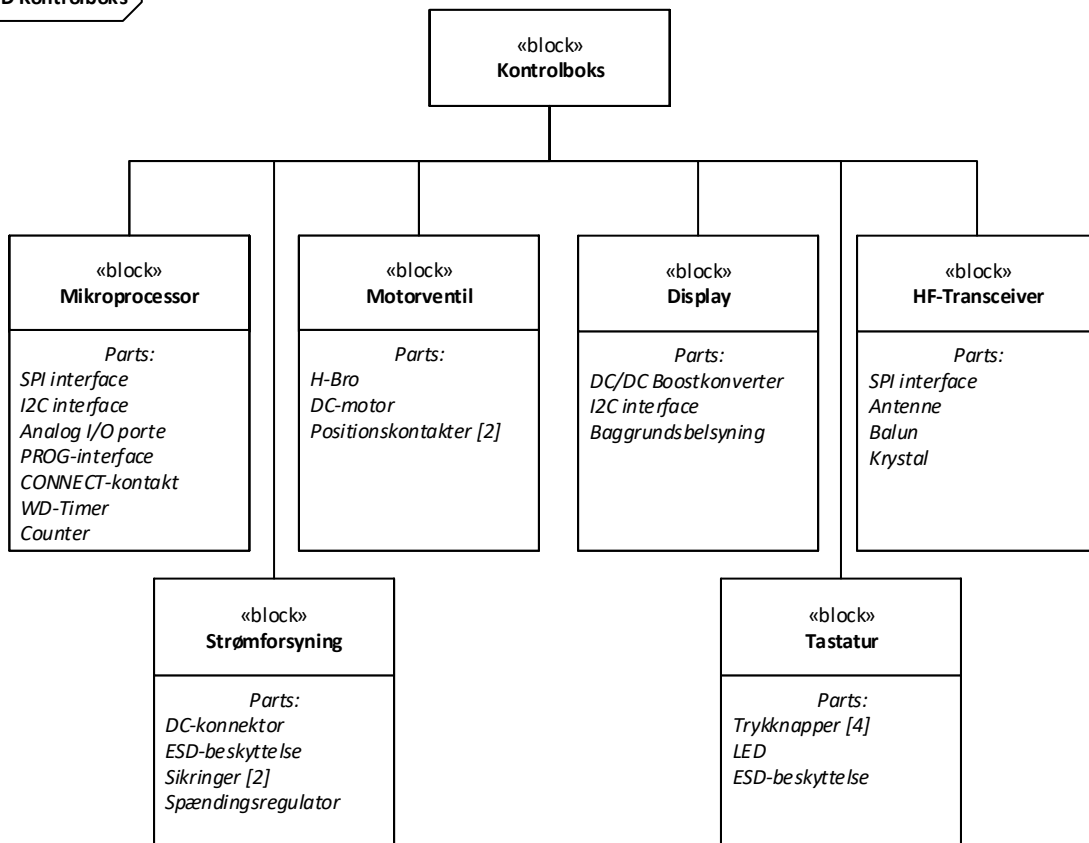 D Kontrolboks
«block»
Kontrolboks
«block»
Mikroprocessor
Parts:
SPI interface
I2C interface
Analog I/O porte
PROG-interface
CONNECT-kontakt
WD-Timer
Counter
«block»
Motorventil
Parts:
H-Bro
DC-motor
Positionskontakter [2]
«block»
Display
Parts:
DC/DC Boostkonverter
I2C interface
Baggrundsbelsyning
«block»
HF-Transceiver
Parts:
SPI interface
Antenne
Balun
Krystal
«block»
Strømforsyning
Parts:
DC-konnektor
ESD-beskyttelse
Sikringer [2]
Spændingsregulator
«block»
Tastatur
Parts:
Trykknapper [4]
LED
ESD-beskyttelse